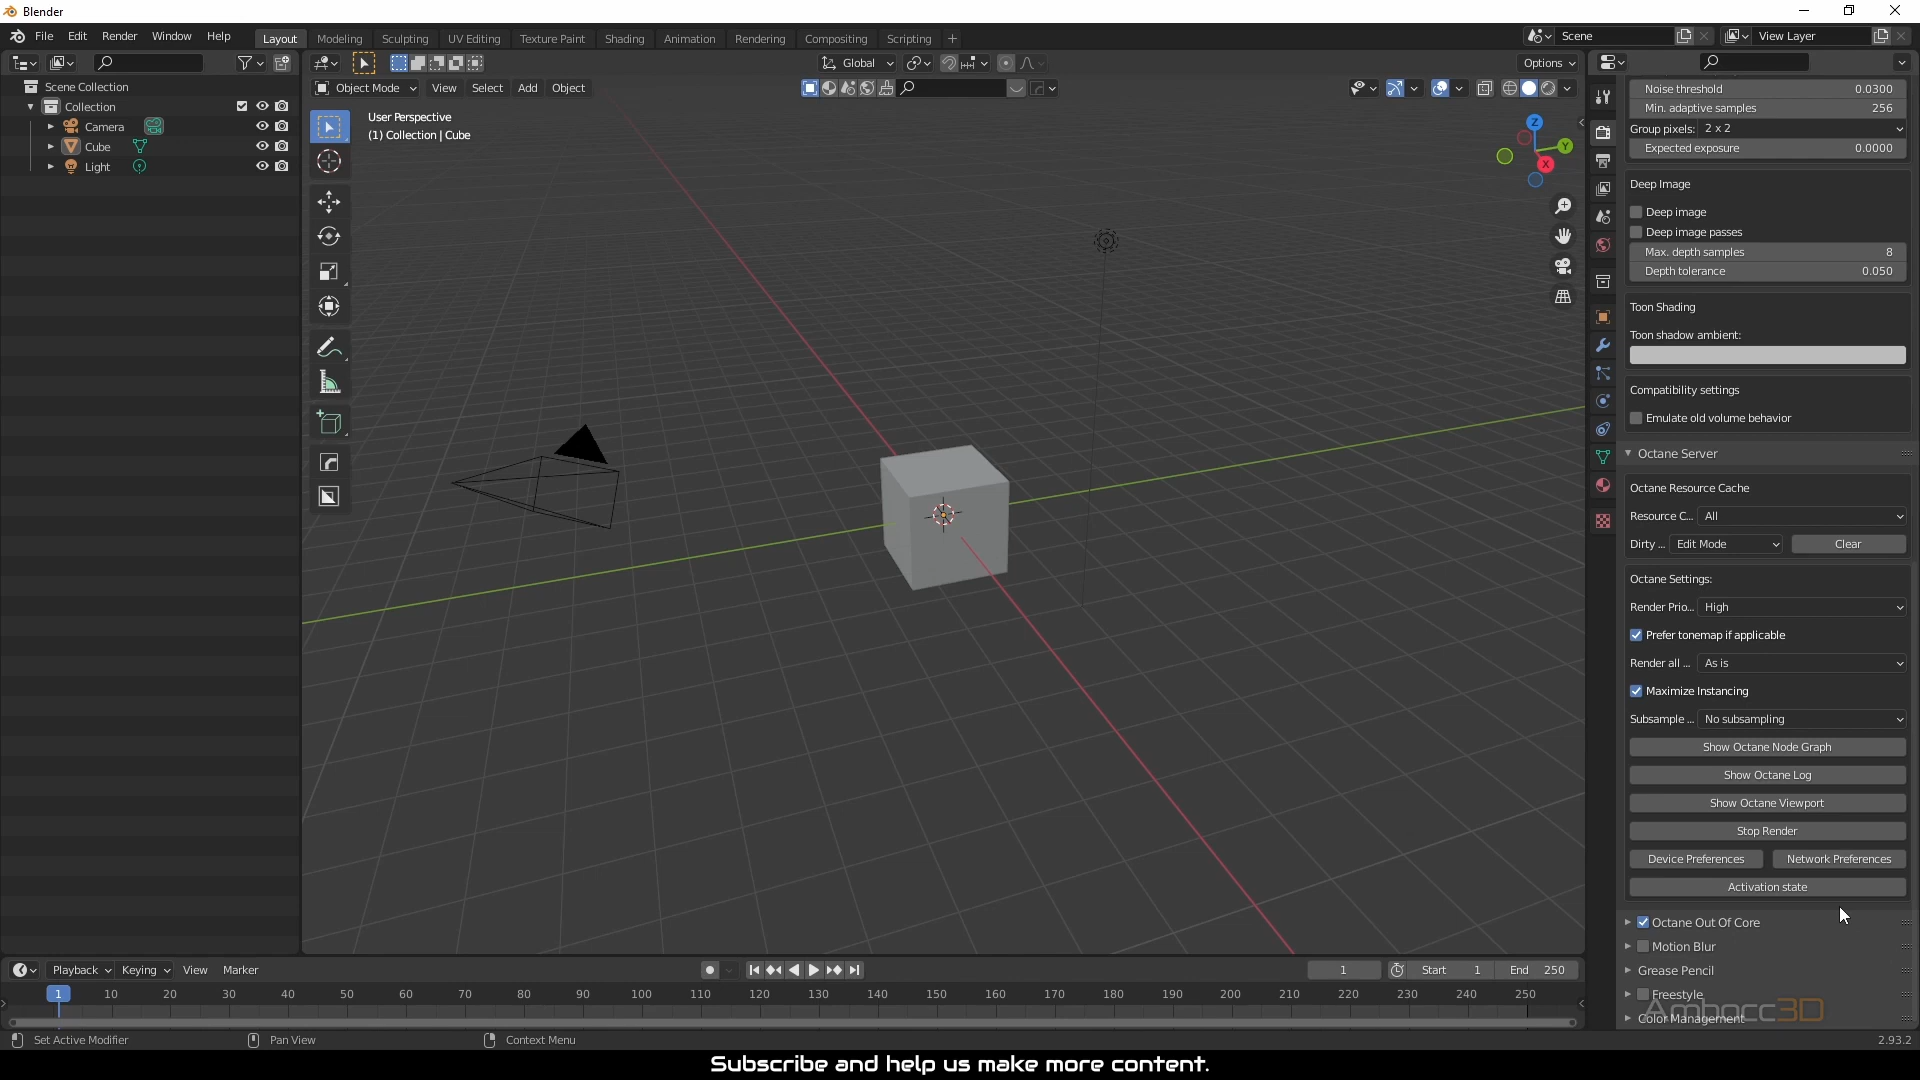 Blender
File Edit Render Window Help Layout Modeling Sculpting UV Editing Texture Paint Shading Animation Rendering Compositing Scripting + Scene View Layer
Global Options
Object Mode View Select Add Object
Scene Collection
Collection
Camera
Cube
Light
User Perspective
(1) Collection | Cube
Z
Y
X
Noise threshold 0.0300
Min. adaptive samples 256
Group pixels: 2 x 2
Expected exposure 0.0000
Deep Image
Deep image
Deep image passes
Max. depth samples 8
Depth tolerance 0.050
Toon Shading
Toon shadow ambient:
Compatibility settings
Emulate old volume behavior
Octane Server
Octane Resource Cache
Resource C... All
Dirty ... Edit Mode Clear
Octane Settings:
Render Prio... High
Prefer tonemap if applicable
Render all ... As is
Maximize Instancing
Subsample ... No subsampling
Show Octane Node Graph
Show Octane Log
Show Octane Viewport
Stop Render
Device Preferences Network Preferences
Activation state
Octane Out Of Core
Motion Blur
Grease Pencil
Freestyle
Color Management
Ambocc3D
Playback Keying View Marker 1 Start 1 End 250
1 10 20 30 40 50 60 70 80 90 100 110 120 130 140 150 160 170 180 190 200 210 220 230 240 250
Set Active Modifier Pan View Context Menu 2.93.2
Subscribe and help us make more content.